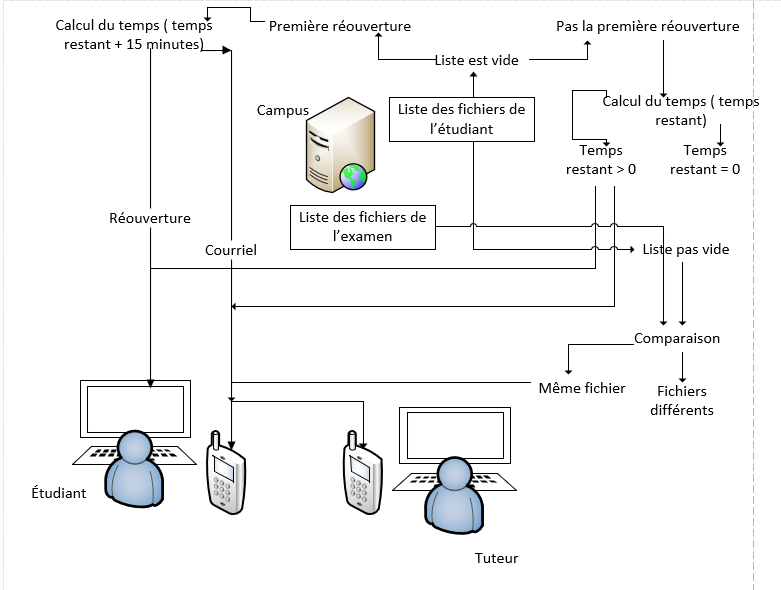 Calcul du temps ( temps
restant + 15 minutes)
Première réouverture
Pas la première réouverture
Liste est vide
Campus
Liste des fichiers de
l’étudiant
Calcul du temps ( temps
restant)
Temps
restant > 0
Temps
restant = 0
Réouverture
Liste des fichiers de
l’examen
Courriel
Liste pas vide
Comparaison
Même fichier
Fichiers
différents
Étudiant
Tuteur